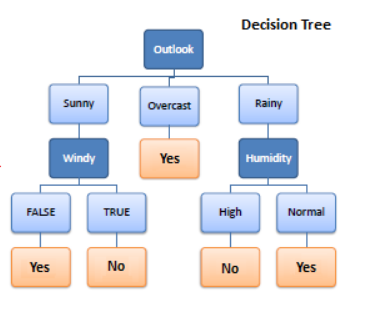 Decision Tree
Outlook
Sunny
Overcast
Rainy
Windy
Yes
Humidity
FALSE
TRUE
High
Normal
Yes
No
No
Yes